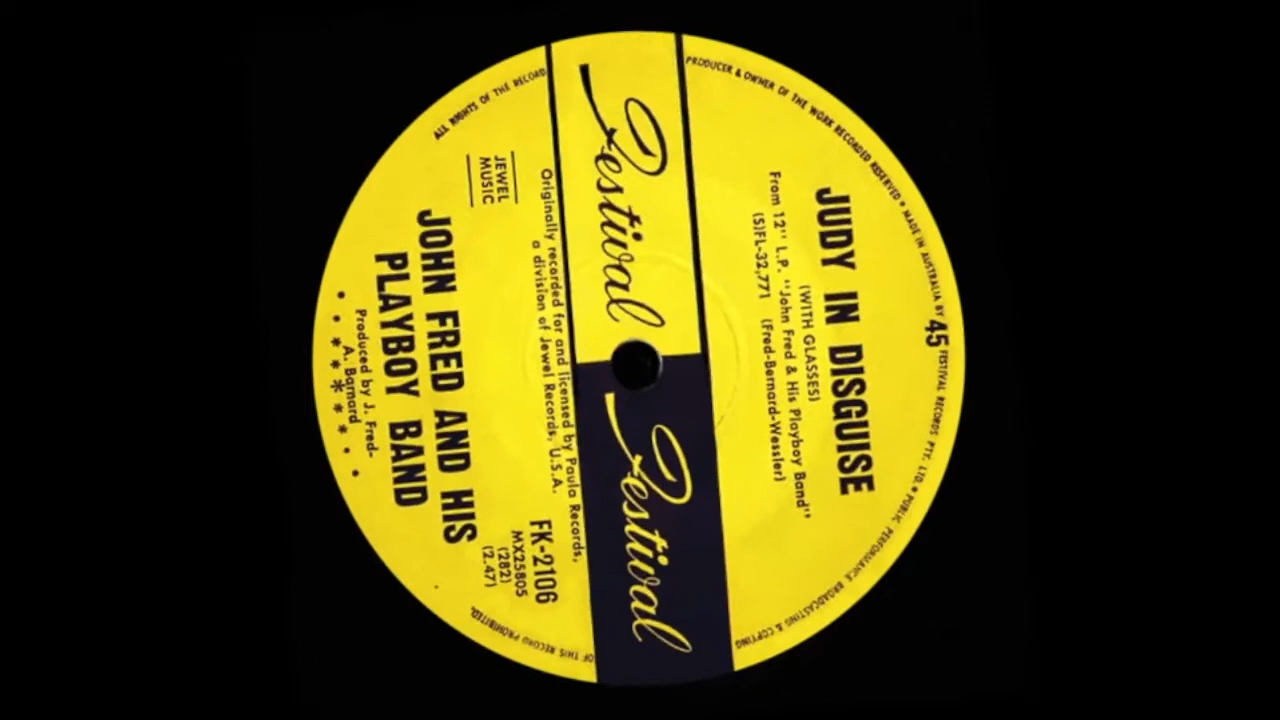 PRODUCER & OWNER OF THE WORK RECORDED RESERVED • MADE IN AUSTRALIA BY FESTIVAL RECORDS PTY. LTD. • PUBLIC PERFORMANCE BROADCASTING & COPYING OF THIS RECORD PROHIBITED.
ALL RIGHTS OF THE RECORD
45
JUDY IN DISGUISE
(WITH GLASSES)
From 12" L.P. "John Fred & His Playboy Band"
(S)FL-32,771 (Fred-Bernard-Wessler)
Festival Festival
Originally recorded for and licensed by Paula Records,
a division of Jewel Records, U.S.A.
JEWEL
MUSIC
FK-2106
MX25805
(282)
(2.47)
JOHN FRED AND HIS
PLAYBOY BAND
Produced by J. Fred-
A. Barnard